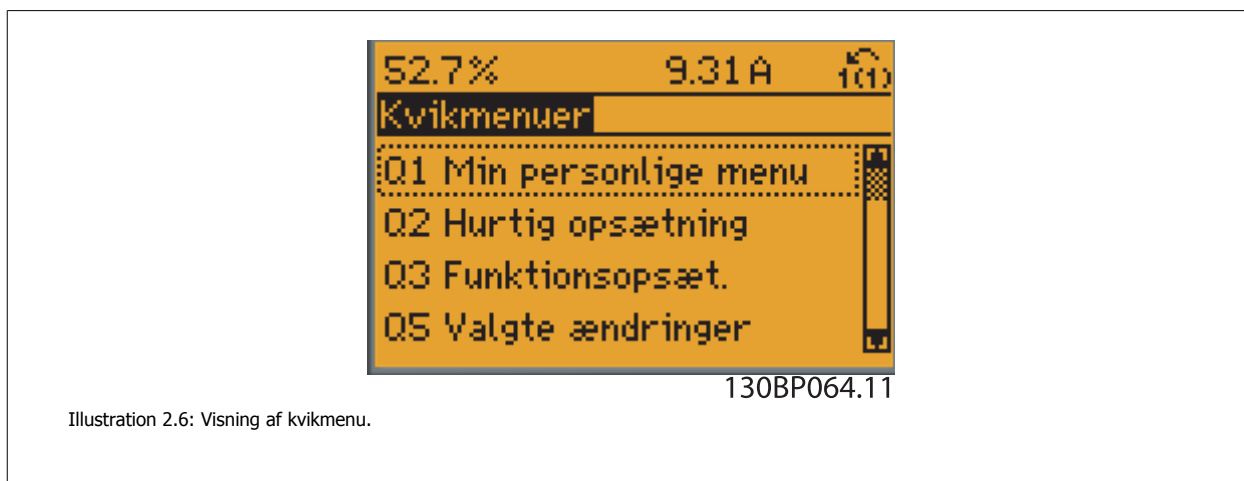 52.7% 9.31 A 1(1)
Kvikmenuer
Q1 Min personlige menu
Q2 Hurtig opsætning
Q3 Funktionsopsæt.
Q5 Valgte ændringer
130BP064.11
Illustration 2.6: Visning af kvikmenu.